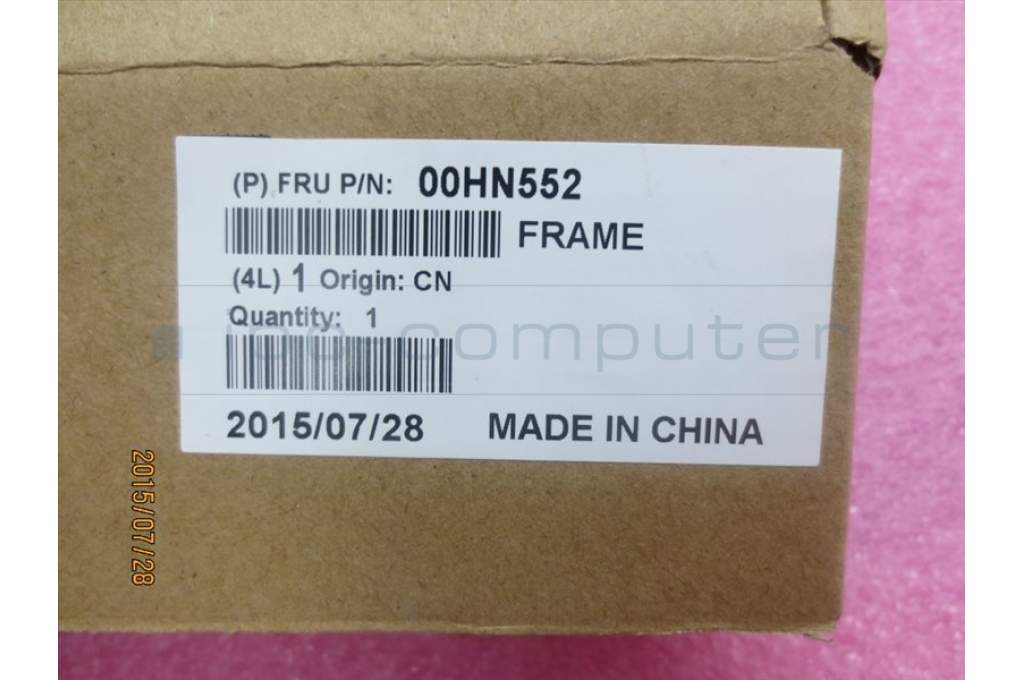 (P) FRU P/N: 00HN552
FRAME
(4L) 1 Origin: CN
Quantity: 1
computer
2015/07/28 MADE IN CHINA
2015/07/28